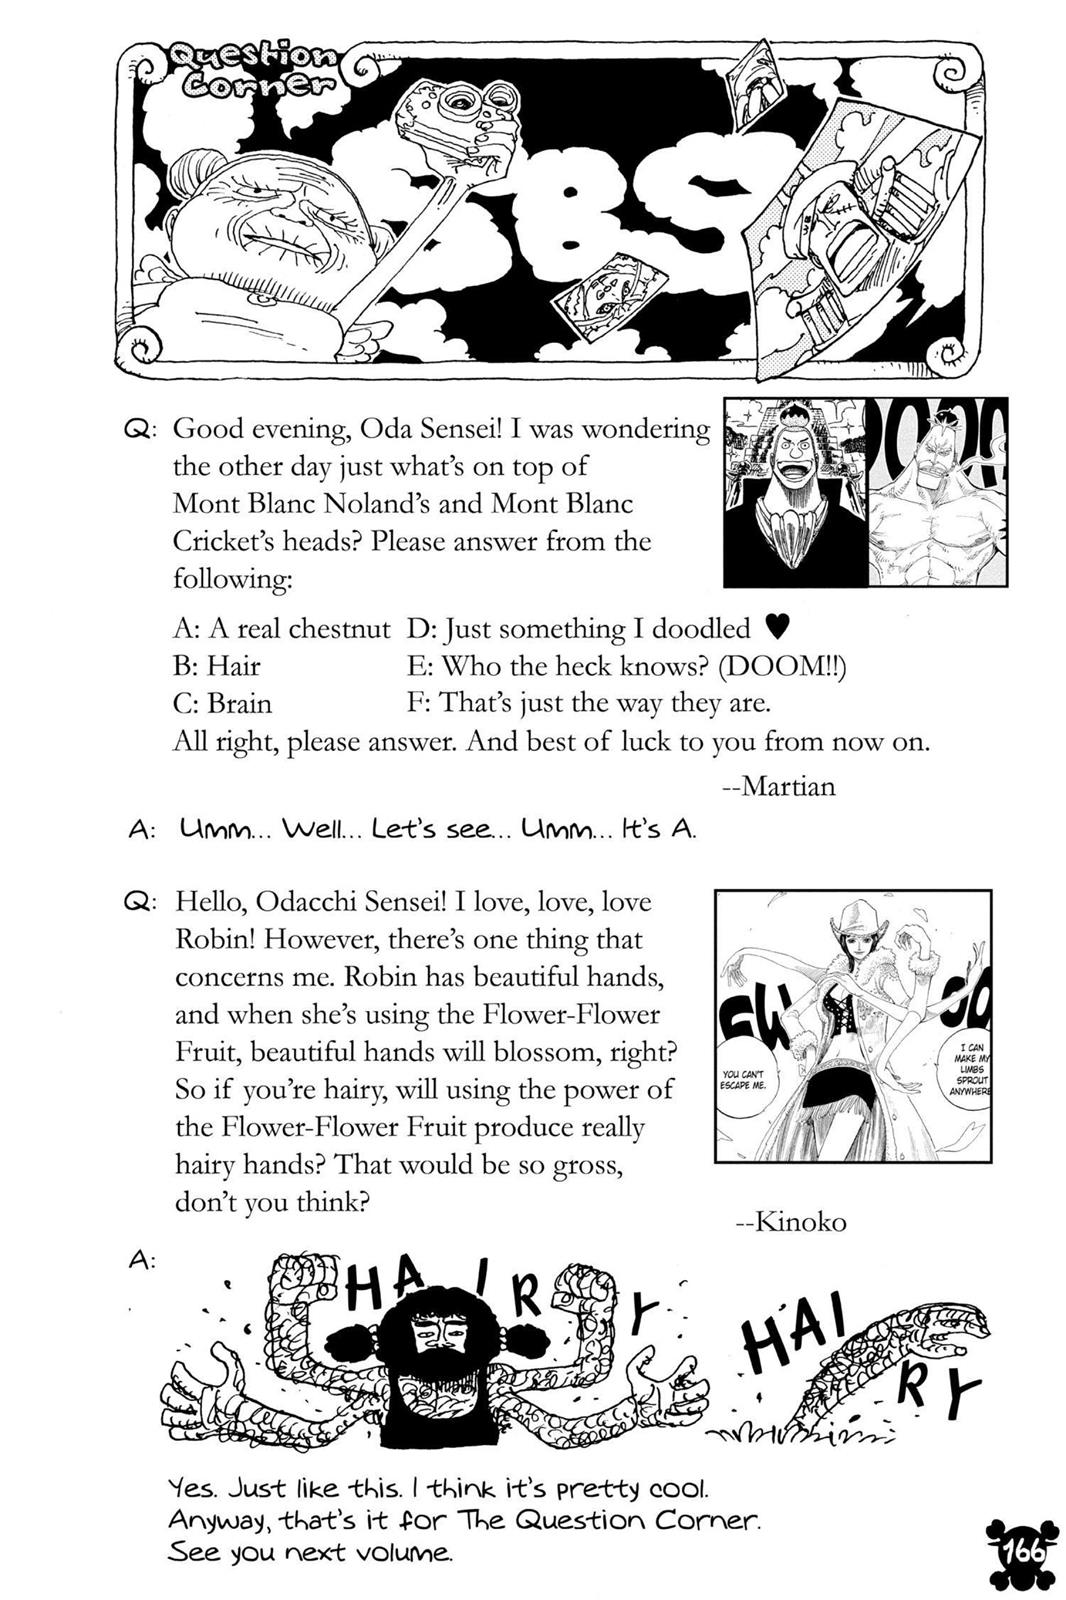 Question
Corner
SBS
Q: Good evening, Oda Sensei! I was wondering
the other day just what's on top of
Mont Blanc Noland's and Mont Blanc
Cricket's heads? Please answer from the
following:
A: A real chestnut D: Just something I doodled ♥
B: Hair E: Who the heck knows? (DOOM!!)
C: Brain F: That's just the way they are.
All right, please answer. And best of luck to you from now on.
--Martian
A: Umm... Well... Let's see... Umm... It's A.
Q: Hello, Odacchi Sensei! I love, love, love
Robin! However, there's one thing that
concerns me. Robin has beautiful hands,
and when she's using the Flower-Flower
Fruit, beautiful hands will blossom, right?
So if you're hairy, will using the power of
the Flower-Flower Fruit produce really
hairy hands? That would be so gross,
don't you think?
YOU CAN'T
ESCAPE ME.
I CAN
MAKE MY
LIMBS
SPROUT
ANYWHERE
--Kinoko
A:
HAIRY
HAIRY
Yes. Just like this. I think it's pretty cool.
Anyway, that's it for The Question Corner.
See you next volume.
166